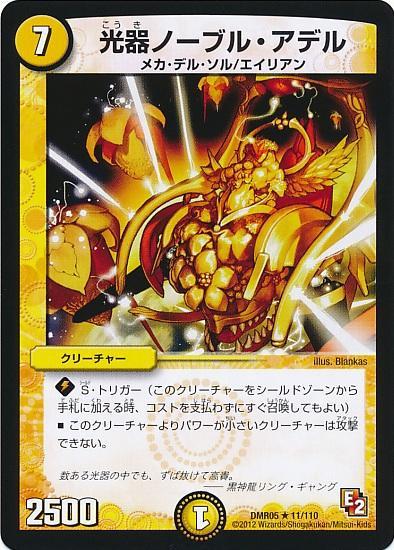 7
こうき
光器ノーブル・アデル
メカ・デル・ソル/エイリアン
illus. Blankas
クリーチャー
S・トリガー（このクリーチャーをシールドゾーンから
手札に加える時、コストを支払わずにすぐ召喚してもよい）
■ このクリーチャーよりパワーが小さいクリーチャーは攻撃
できない。
数ある光器の中でも、ずば抜けて高貴。
—— 黒神龍リング・ギャング
2500
1
DMR05 ★ 11/110
©2012 Wizards/Shogakukan/Mitsui-Kids
E2